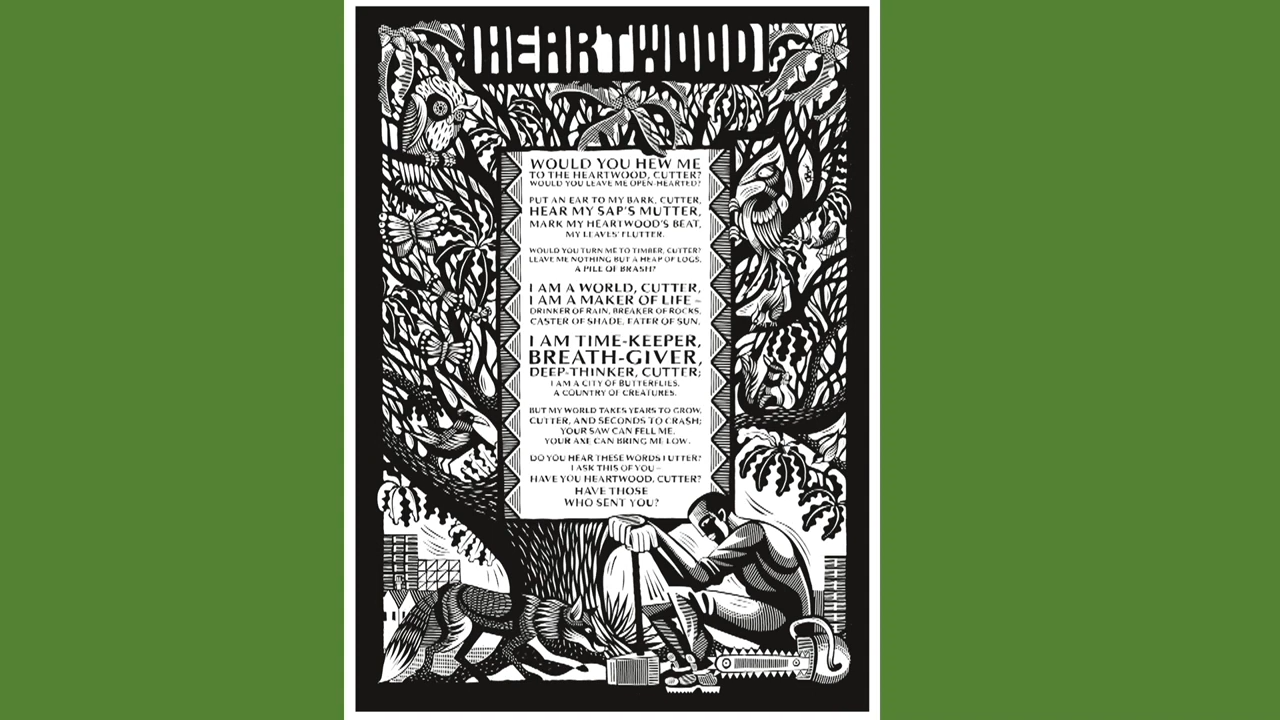 HEARTWOOD
WOULD YOU HEW ME
TO THE HEARTWOOD, CUTTER?
WOULD YOU LEAVE ME OPEN-HEARTED?
PUT AN EAR TO MY BARK, CUTTER,
HEAR MY SAP'S MUTTER,
MARK MY HEARTWOOD'S BEAT,
MY LEAVES' FLUTTER.
WOULD YOU TURN ME TO TIMBER, CUTTER?
LEAVE ME NOTHING BUT A HEAP OF LOGS,
A PILE OF BRASH?
I AM A WORLD, CUTTER,
I AM A MAKER OF LIFE –
DRINKER OF RAIN, BREAKER OF ROCKS,
CASTER OF SHADE, EATER OF SUN,
I AM TIME-KEEPER,
BREATH-GIVER,
DEEP-THINKER, CUTTER;
I AM A CITY OF BUTTERFLIES,
A COUNTRY OF CREATURES.
BUT MY WORLD TAKES YEARS TO GROW,
CUTTER, AND SECONDS TO CRASH;
YOUR SAW CAN FELL ME,
YOUR AXE CAN BRING ME LOW.
DO YOU HEAR THESE WORDS I UTTER?
I ASK THIS OF YOU –
HAVE YOU HEARTWOOD, CUTTER?
HAVE THOSE
WHO SENT YOU?